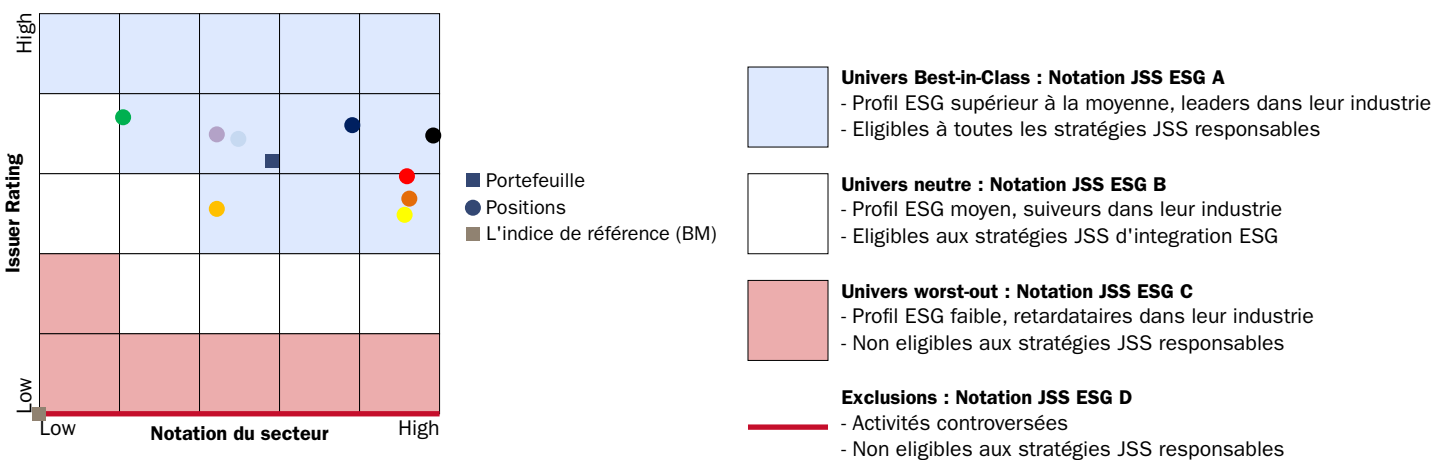 High
Issuer Rating
Low
Low
Notation du secteur
High
Portefeuille
Positions
L'indice de référence (BM)
Univers Best-in-Class : Notation JSS ESG A
- Profil ESG supérieur à la moyenne, leaders dans leur industrie
- Eligibles à toutes les stratégies JSS responsables
Univers neutre : Notation JSS ESG B
- Profil ESG moyen, suiveurs dans leur industrie
- Eligibles aux stratégies JSS d'integration ESG
Univers worst-out : Notation JSS ESG C
- Profil ESG faible, retardataires dans leur industrie
- Non eligibles aux stratégies JSS responsables
Exclusions : Notation JSS ESG D
- Activités controversées
- Non eligibles aux stratégies JSS responsables